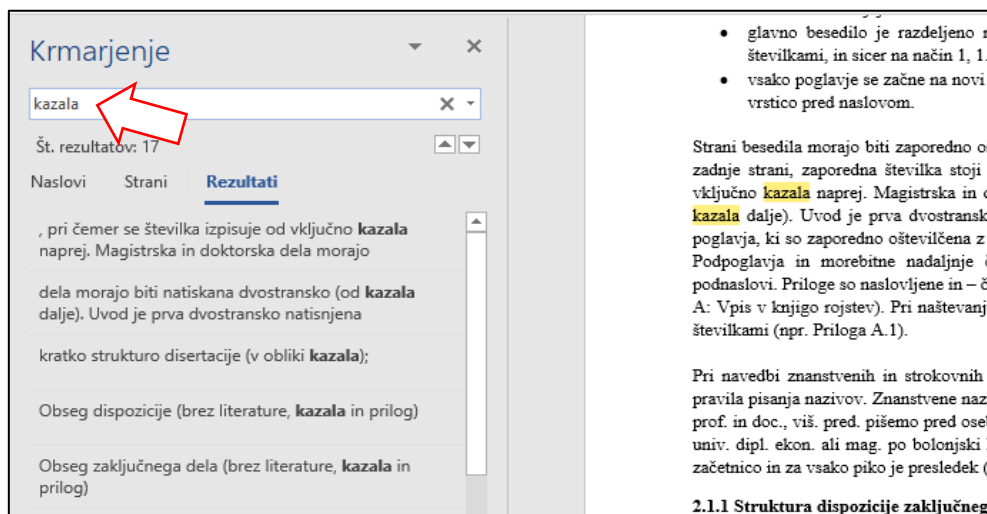 Krmarjenje
kazala
Št. rezultatov: 17
Naslovi Strani Rezultati
, pri čemer se številka izpisuje od vključno kazala
naprej. Magistrska in doktorska dela morajo
dela morajo biti natiskana dvostransko (od kazala
dalje). Uvod je prva dvostransko natisnjena
kratko strukturo disertacije (v obliki kazala);
Obseg dispozicije (brez literature, kazala in prilog)
Obseg zaključnega dela (brez literature, kazala in
prilog)
• glavno besedilo je razdeljeno
številkami, in sicer na način 1, 1.
• vsako poglavje se začne na novi
vrstico pred naslovom.
Strani besedila morajo biti zaporedno
zadnje strani, zaporedna številka stoji
vključno kazala naprej. Magistrska in
kazala dalje). Uvod je prva dvostransk
poglavja, ki so zaporedno oštevilčena z
Podpoglavja in morebitne nadaljnje
podnaslovi. Priloge so naslovljene in –
A: Vpis v knjigo rojstev). Pri naštevanj
številkami (npr. Priloga A.1).
Pri navedbi znanstvenih in strokovnih
pravila pisanja nazivov. Znanstvene naz
prof. in doc., viš. pred. pišemo pred oseb
univ. dipl. ekon. ali mag. po bolonjski
začetnico in za vsako piko je presledek (
2.1.1 Struktura dispozicije zaključneg